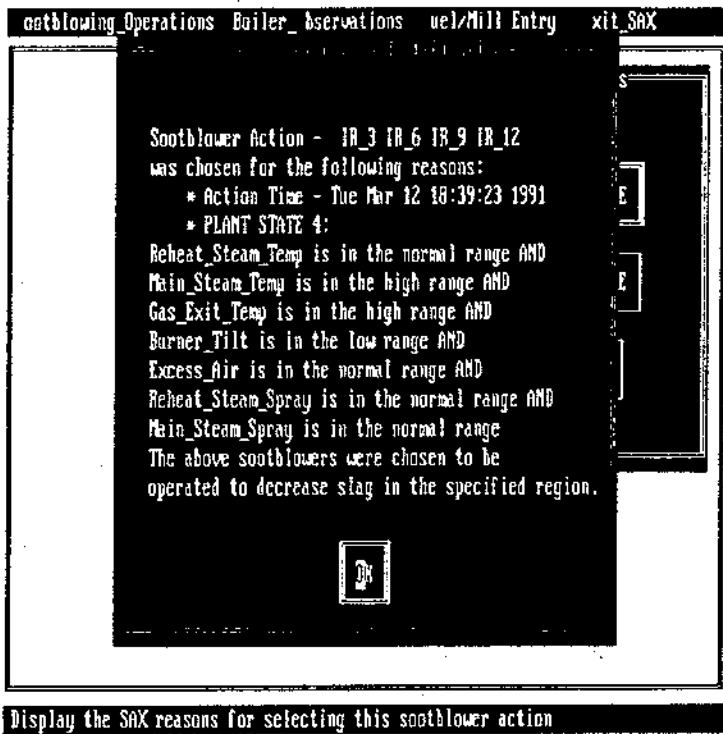 ootblowing_Operations Boiler_ bservations uel/Mill Entry xit_SAX
S
Sootblower Action - IR_3 IR_6 IR_9 IR_12
was chosen for the following reasons:
* Action Time - Tue Mar 12 18:39:23 1991
* PLANT STATE 4:
E
Reheat_Steam_Temp is in the normal range AND
Main_Steam_Temp is in the high range AND
E
Gas_Exit_Temp is in the high range AND
Burner_Tilt is in the low range AND
Excess_Air is in the normal range AND
Reheat_Steam_Spray is in the normal range AND
Main_Steam_Spray is in the normal range
The above sootblowers were chosen to be
operated to decrease slag in the specified region.
OK
Display the SAX reasons for selecting this sootblower action